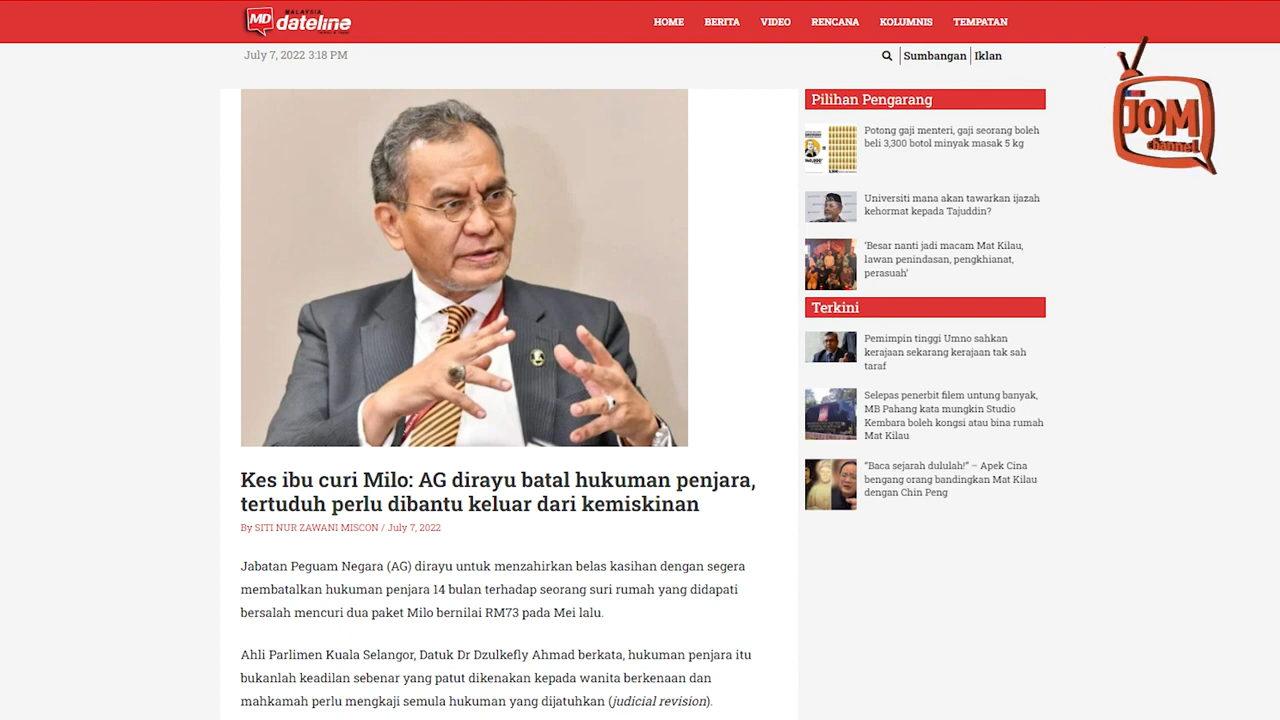 MD MALAYSIA dateline
HOME BERITA VIDEO RENCANA KOLUMNIS TEMPATAN
July 7, 2022 3:18 PM
Sumbangan Iklan
JOM
channel
Kes ibu curi Milo: AG dirayu batal hukuman penjara,
tertuduh perlu dibantu keluar dari kemiskinan
By SITI NUR ZAWANI MISCON / July 7, 2022
Jabatan Peguam Negara (AG) dirayu untuk menzahirkan belas kasihan dengan segera
membatalkan hukuman penjara 14 bulan terhadap seorang suri rumah yang didapati
bersalah mencuri dua paket Milo bernilai RM73 pada Mei lalu.
Ahli Parlimen Kuala Selangor, Datuk Dr Dzulkefly Ahmad berkata, hukuman penjara itu
bukanlah keadilan sebenar yang patut dikenakan kepada wanita berkenaan dan
mahkamah perlu mengkaji semula hukuman yang dijatuhkan (judicial revision).
Pilihan Pengarang
Potong gaji menteri, gaji seorang boleh
beli 3,300 botol minyak masak 5 kg
Universiti mana akan tawarkan ijazah
kehormat kepada Tajuddin?
'Besar nanti jadi macam Mat Kilau,
lawan penindasan, pengkhianat,
perasuah'
Terkini
Pemimpin tinggi Umno sahkan
kerajaan sekarang kerajaan tak sah
taraf
Selepas penerbit filem untung banyak,
MB Pahang kata mungkin Studio
Kembara boleh kongsi atau bina rumah
Mat Kilau
"Baca sejarah dululah!" – Apek Cina
bengang orang bandingkan Mat Kilau
dengan Chin Peng